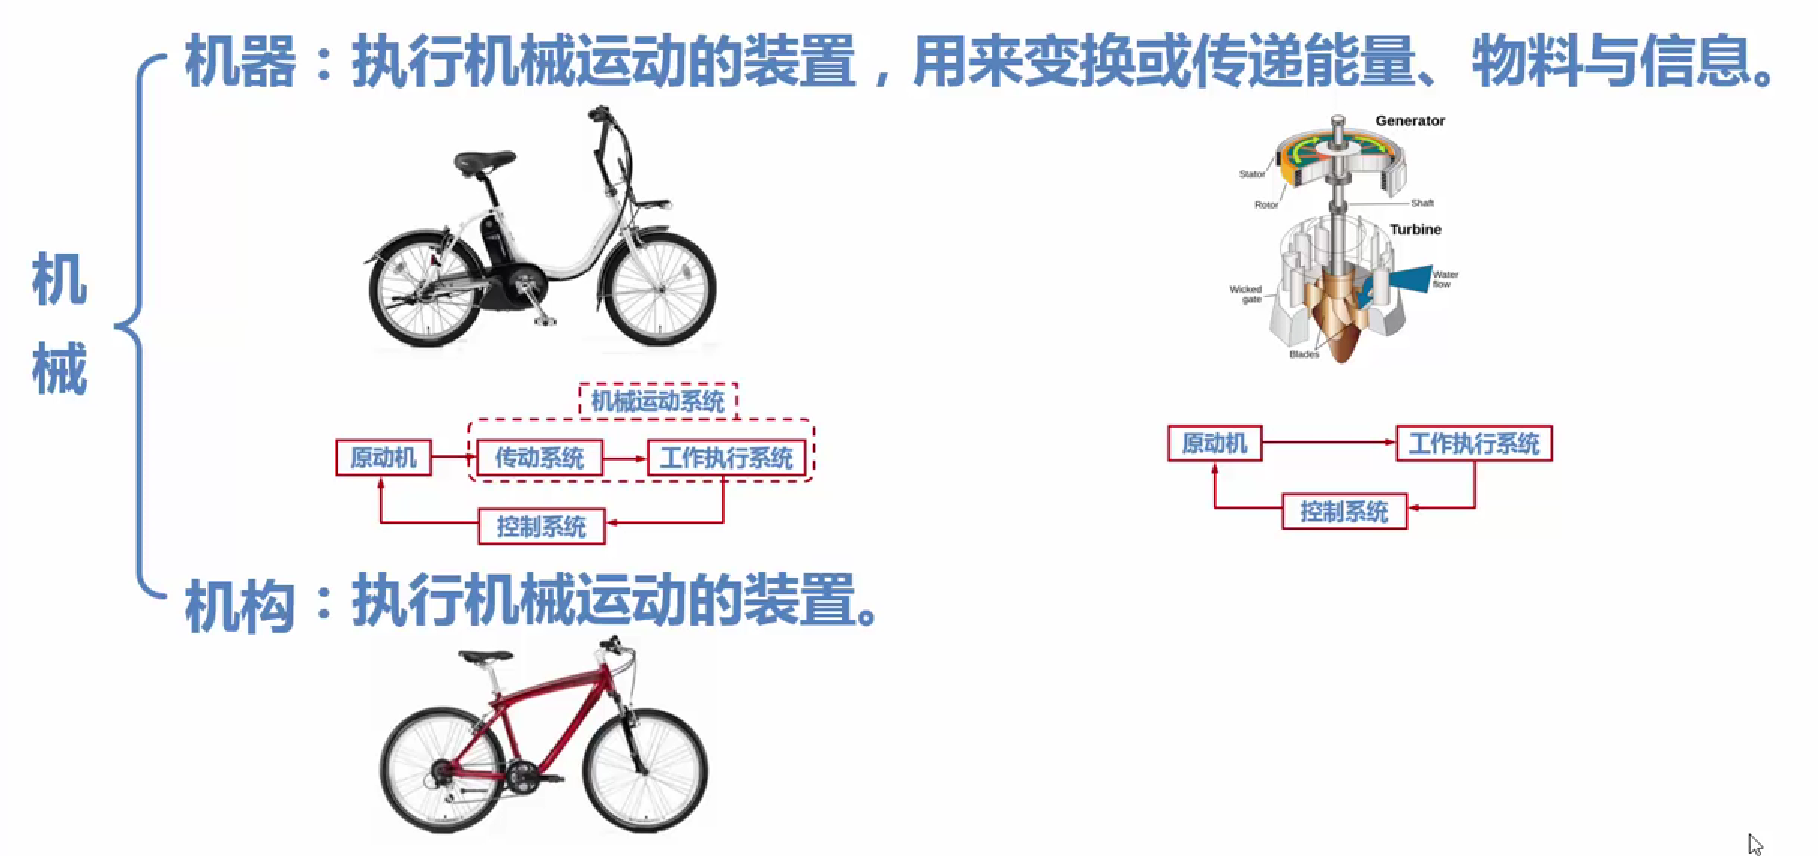 机器：执行机械运动的装置，用来变换或传递能量、物料与信息。
Generator
Stator
Rotor
Shaft
Turbine
Water
flow
Wicked
gate
Blades
机
械
机械运动系统
原动机
传动系统
工作执行系统
控制系统
原动机
工作执行系统
控制系统
机构：执行机械运动的装置。